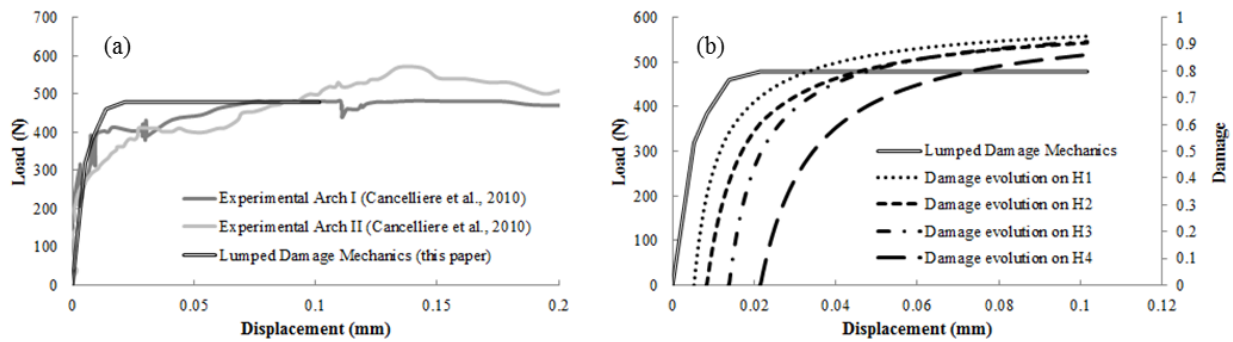 (a)
700
600
500
400
300
200
100
0
Load (N)
Experimental Arch I (Cancelliere et al., 2010)
Experimental Arch II (Cancelliere et al., 2010)
Lumped Damage Mechanics (this paper)
0 0.05 0.1 0.15 0.2
Displacement (mm)
(b)
600
500
400
300
200
100
0
Load (N)
Lumped Damage Mechanics
Damage evolution on H1
Damage evolution on H2
Damage evolution on H3
Damage evolution on H4
1
0.9
0.8
0.7
0.6
0.5
0.4
0.3
0.2
0.1
0
Damage
0 0.02 0.04 0.06 0.08 0.1 0.12
Displacement (mm)